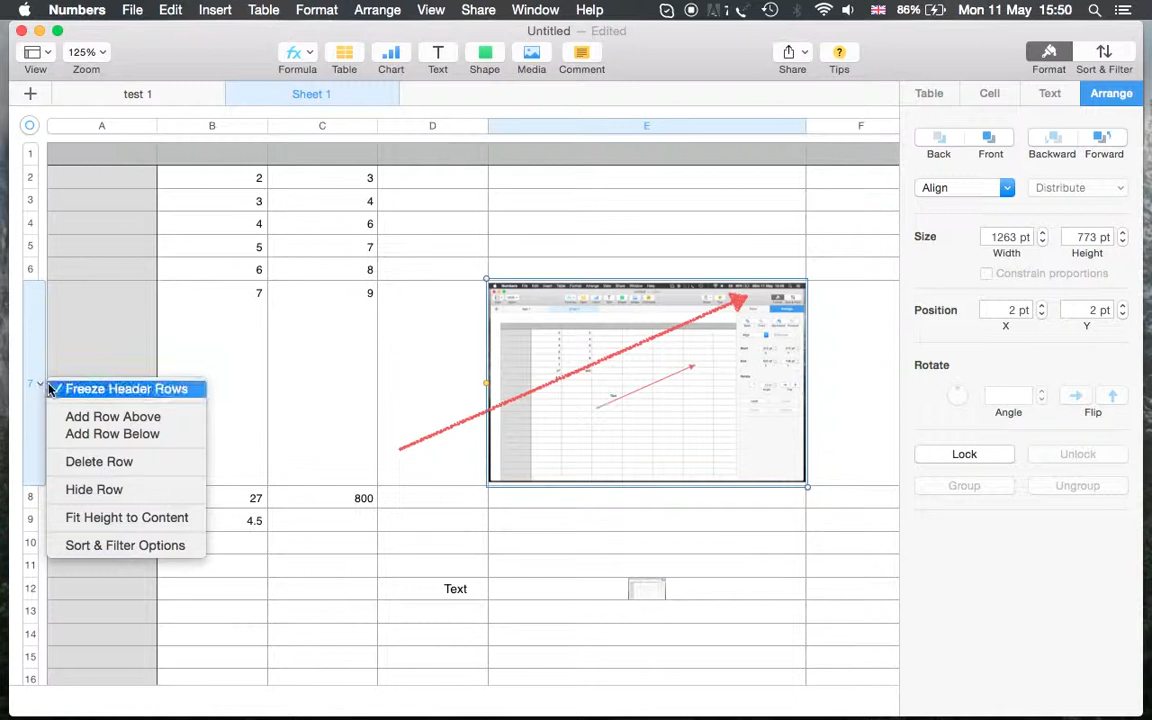 Numbers File Edit Insert Table Format Arrange View Share Window Help 86% Mon 11 May 15:50
Untitled — Edited
125%
View Zoom Formula Table Chart Text Shape Media Comment Share Tips Format Sort & Filter
test 1 Sheet 1 Table Cell Text Arrange
A B C D E F
1
2 2 3
3 3 4
4 4 6
5 5 7
6 6 8
7 7 9
8 27 800
9 4.5
10
11
12 Text
13
14
15
16
✓ Freeze Header Rows
Add Row Above
Add Row Below
Delete Row
Hide Row
Fit Height to Content
Sort & Filter Options
Back Front Backward Forward
Align Distribute
Size 1263 pt 773 pt
Width Height
Constrain proportions
Position 2 pt 2 pt
X Y
Rotate
Angle Flip
Lock Unlock
Group Ungroup